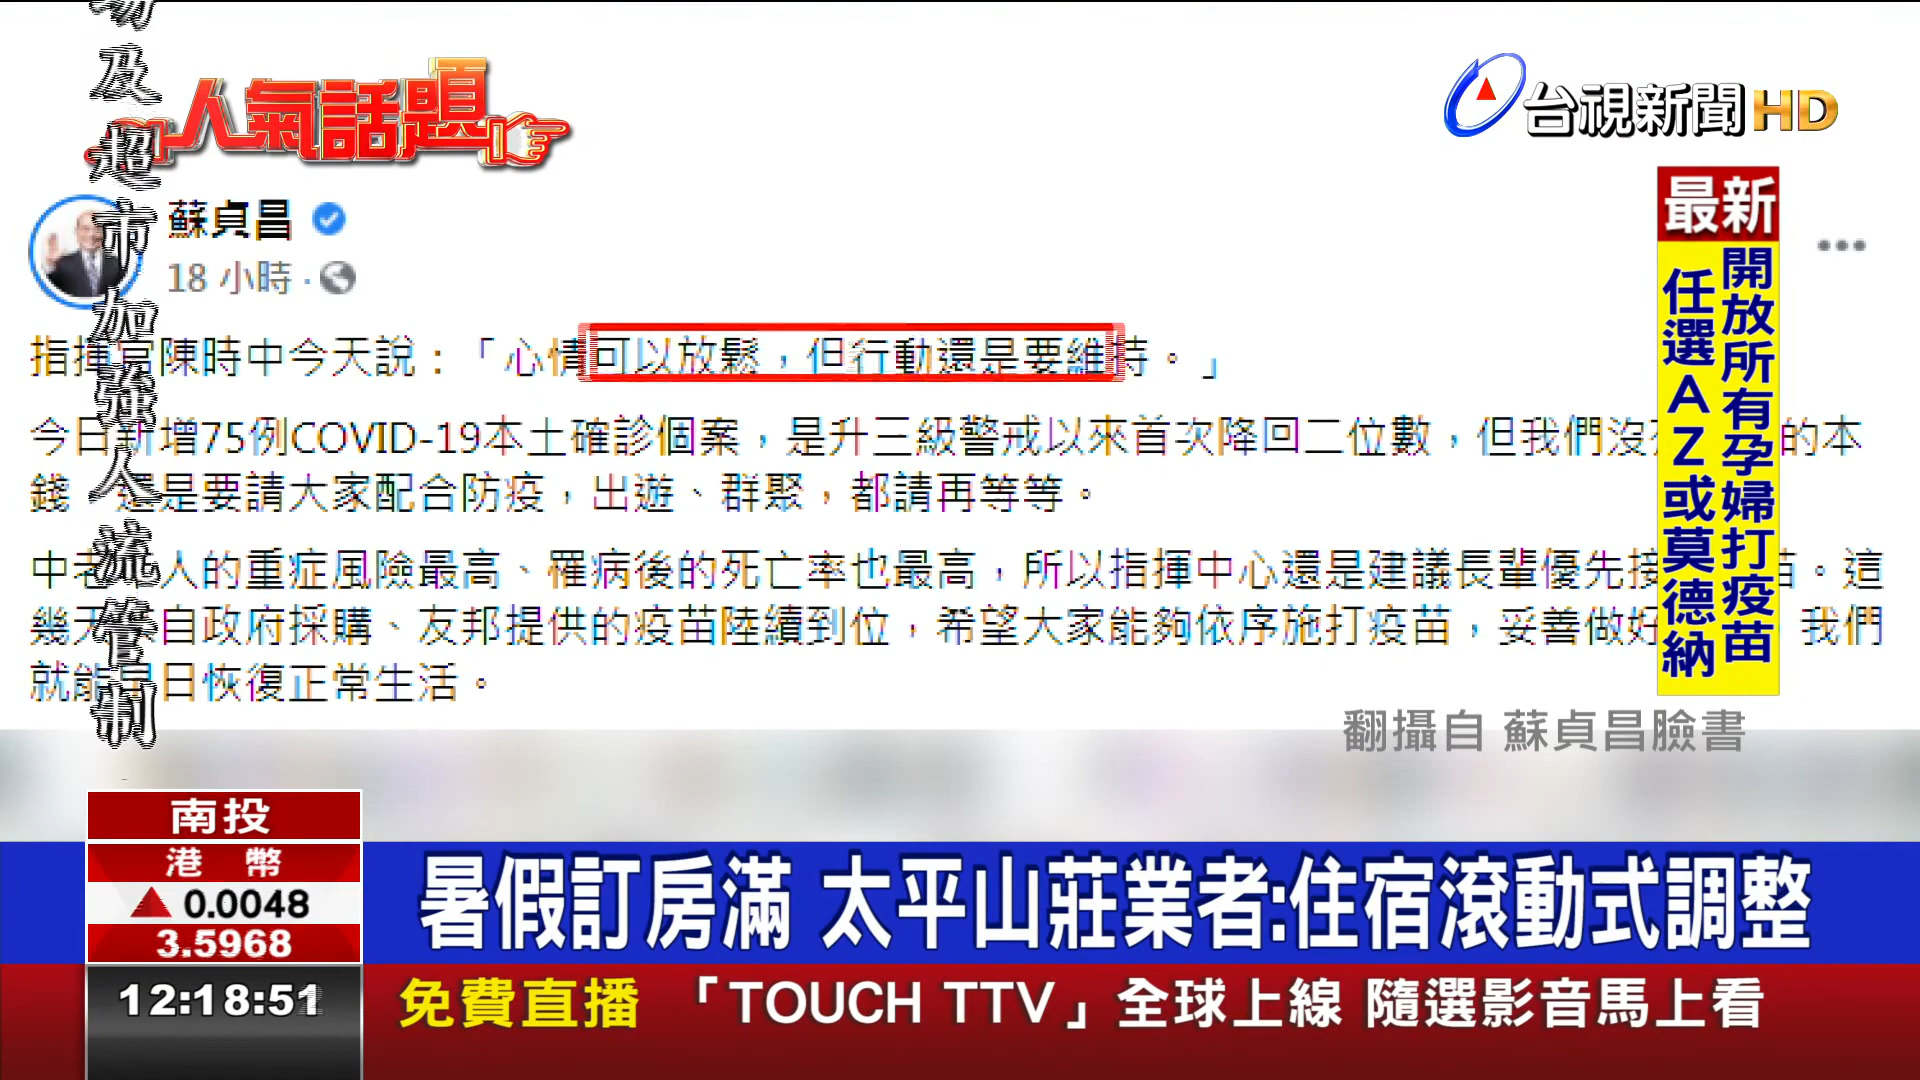 人氣話題
台視新聞HD
場及超市加強人流管制
蘇貞昌
18 小時
指揮官陳時中今天說：「心情可以放鬆，但行動還是要維持。」
今日新增75例COVID-19本土確診個案，是升三級警戒以來首次降回二位數，但我們沒 的本
錢，還是要請大家配合防疫，出遊、群聚，都請再等等。
中老 人的重症風險最高、罹病後的死亡率也最高，所以指揮中心還是建議長輩優先接 苗。這
幾天 自政府採購、友邦提供的疫苗陸續到位，希望大家能夠依序施打疫苗，妥善做好 我們
就能早日恢復正常生活。
最新
開放所有孕婦打疫苗
任選AZ或莫德納
翻攝自 蘇貞昌臉書
南投
港 幣
0.0048
3.5968
12:18:51
暑假訂房滿 太平山莊業者:住宿滾動式調整
免費直播 「TOUCH TTV」全球上線 隨選影音馬上看